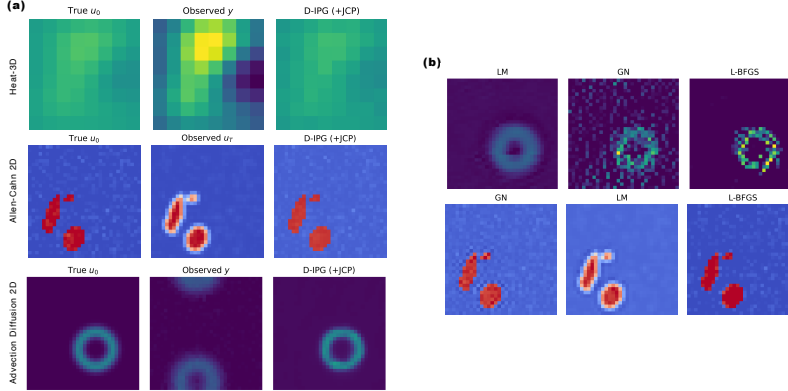 (a)
True u₀ Observed y D-IPG (+JCP)
Heat-3D
True u₀ Observed u_T D-IPG (+JCP)
Allen-Cahn 2D
True u₀ Observed y D-IPG (+JCP)
Advection Diffusion 2D
(b)
LM GN L-BFGS
GN LM L-BFGS